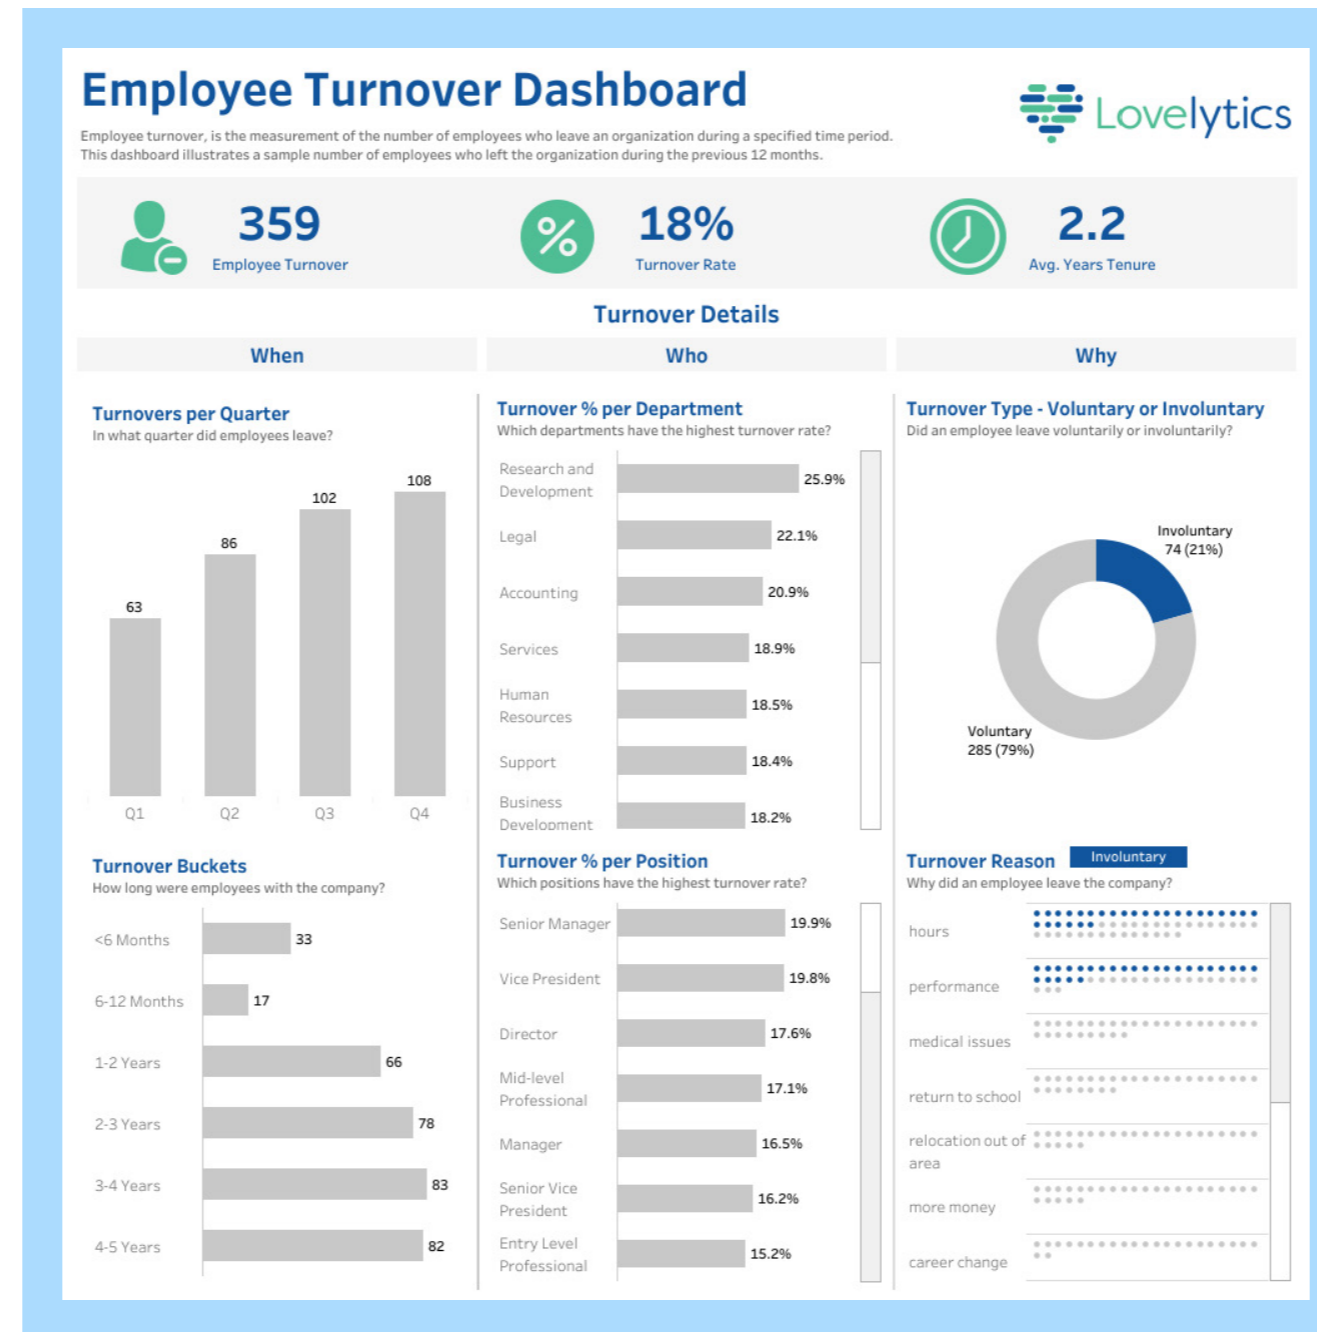 Employee Turnover Dashboard
Lovelytics
Employee turnover, is the measurement of the number of employees who leave an organization during a specified time period.
This dashboard illustrates a sample number of employees who left the organization during the previous 12 months.
359
Employee Turnover
%
18%
Turnover Rate
2.2
Avg. Years Tenure
Turnover Details
When
Who
Why
Turnovers per Quarter
In what quarter did employees leave?
63
86
102
108
Q1
Q2
Q3
Q4
Turnover Buckets
How long were employees with the company?
<6 Months 33
6-12 Months 17
1-2 Years 66
2-3 Years 78
3-4 Years 83
4-5 Years 82
Turnover % per Department
Which departments have the highest turnover rate?
Research and
Development
25.9%
Legal 22.1%
Accounting 20.9%
Services 18.9%
Human
Resources
18.5%
Support 18.4%
Business
Development
18.2%
Turnover % per Position
Which positions have the highest turnover rate?
Senior Manager 19.9%
Vice President 19.8%
Director 17.6%
Mid-level
Professional
17.1%
Manager 16.5%
Senior Vice
President
16.2%
Entry Level
Professional
15.2%
Turnover Type - Voluntary or Involuntary
Did an employee leave voluntarily or involuntarily?
Involuntary
74 (21%)
Voluntary
285 (79%)
Turnover Reason
Involuntary
Why did an employee leave the company?
hours
performance
medical issues
return to school
relocation out of
area
more money
career change